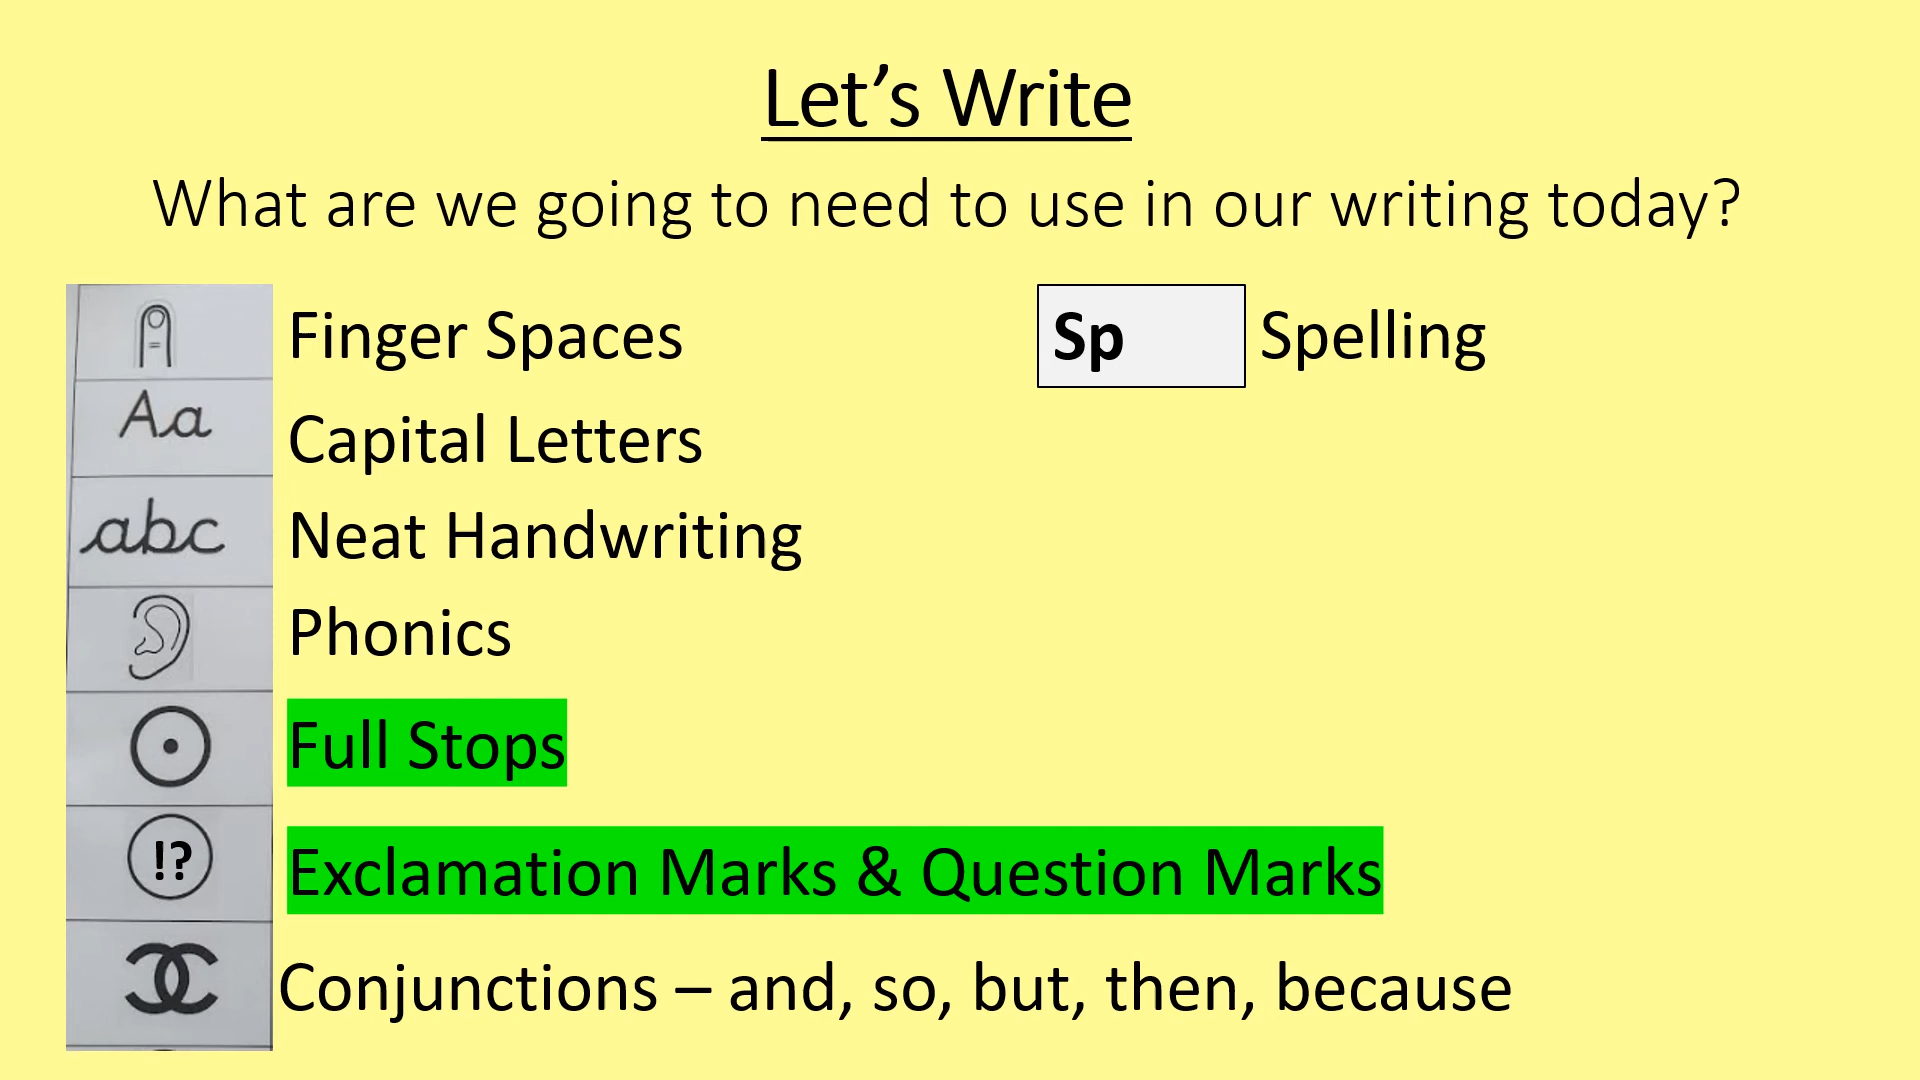 Let’s Write
What are we going to need to use in our writing today?
Finger Spaces
Sp Spelling
Aa Capital Letters
abc Neat Handwriting
Phonics
Full Stops
!? Exclamation Marks & Question Marks
Conjunctions – and, so, but, then, because